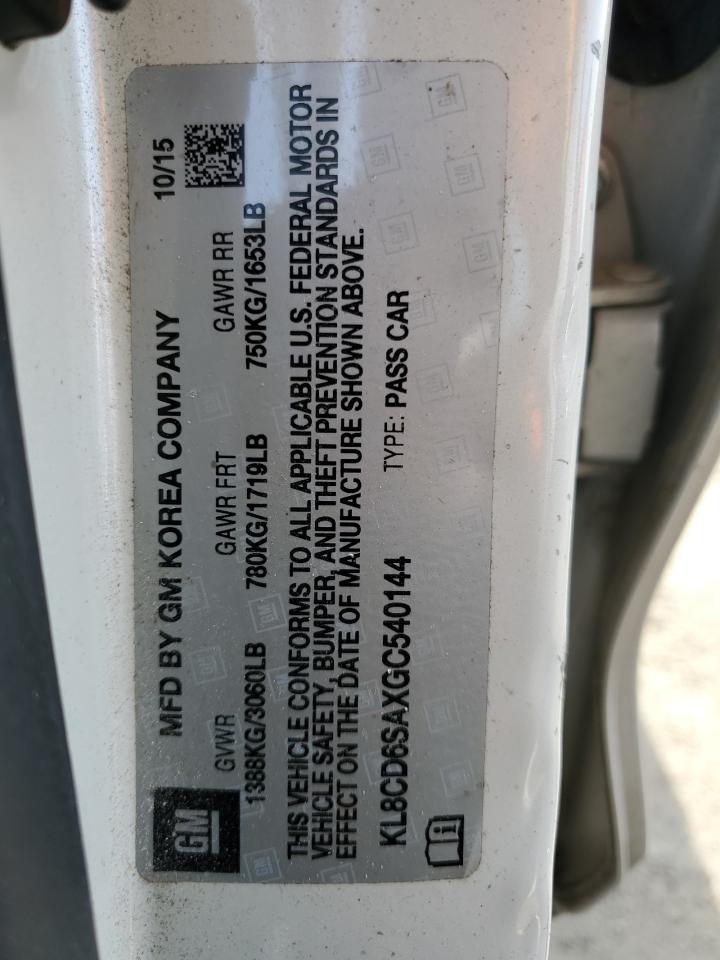 GM
MFD BY GM KOREA COMPANY 10/15
GVWR GAWR FRT GAWR RR
1388KG/3060LB 780KG/1719LB 750KG/1653LB
THIS VEHICLE CONFORMS TO ALL APPLICABLE U.S. FEDERAL MOTOR
VEHICLE SAFETY, BUMPER, AND THEFT PREVENTION STANDARDS IN
EFFECT ON THE DATE OF MANUFACTURE SHOWN ABOVE.
KL8CD6SAXGC540144 TYPE: PASS CAR